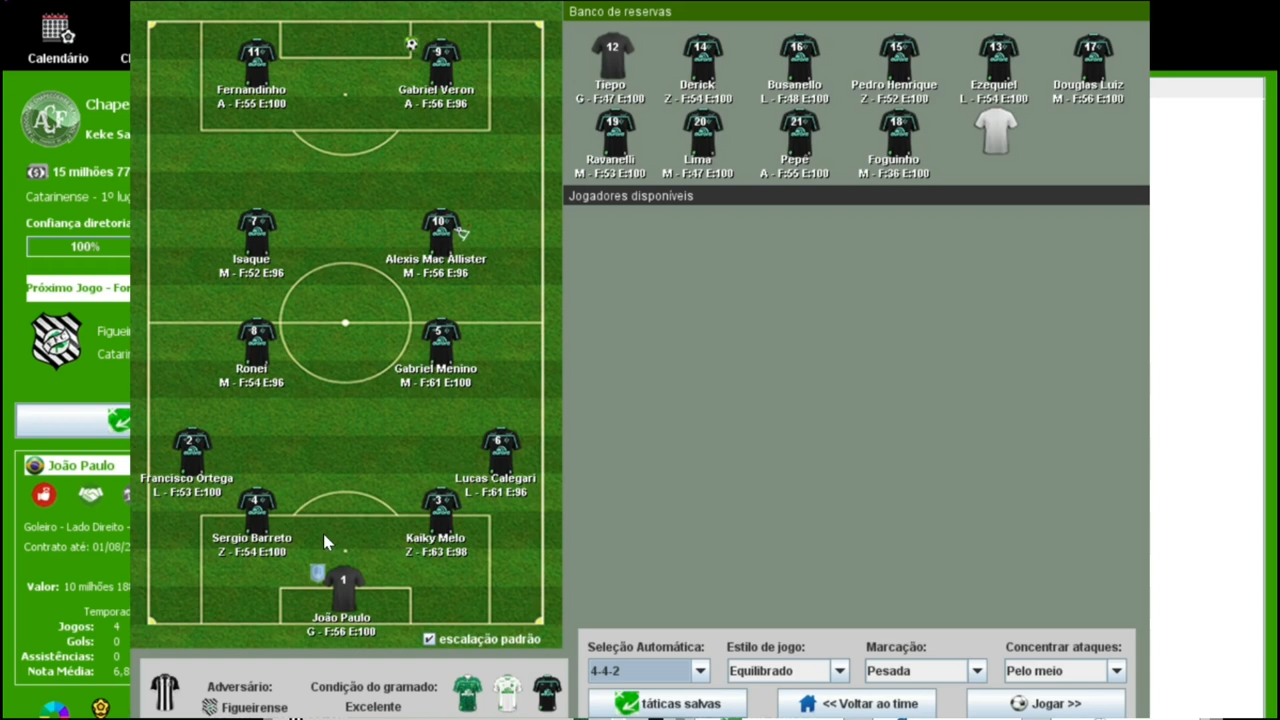 Calendário
Chape
Keke Sa
15 milhões 77
Catarinense - 1º lug
Confiança diretoria
100%
Próximo Jogo - For
Figuei
Catari
João Paulo
Goleiro - Lado Direito -
Contrato até: 01/08/2
Valor: 10 milhões 18
Temporad
Jogos: 4
Gols: 0
Assistências: 0
Nota Média: 6,8
11
Fernandinho
A - F:55 E:100
9
Gabriel Veron
A - F:56 E:96
7
Isaque
M - F:52 E:96
10
Alexis Mac Allister
M - F:56 E:96
8
Ronei
M - F:54 E:96
5
Gabriel Menino
M - F:61 E:100
2
Francisco Ortega
L - F:53 E:100
6
Lucas Calegari
L - F:61 E:96
4
Sergio Barreto
Z - F:54 E:100
3
Kaiky Melo
Z - F:63 E:98
1
João Paulo
G - F:56 E:100
escalação padrão
Adversário:
Figueirense
Condição do gramado:
Excelente
Banco de reservas
12
Tiepo
G - F:47 E:100
14
Derick
Z - F:54 E:100
16
Busanello
L - F:48 E:100
15
Pedro Henrique
Z - F:52 E:100
13
Ezequiel
L - F:54 E:100
17
Douglas Luiz
M - F:56 E:100
19
Ravanelli
M - F:53 E:100
20
Lima
M - F:47 E:100
21
Pepe
A - F:55 E:100
18
Foguinho
M - F:36 E:100
Jogadores disponíveis
Seleção Automática:
4-4-2
Estilo de jogo:
Equilibrado
Marcação:
Pesada
Concentrar ataques:
Pelo meio
táticas salvas
<< Voltar ao time
Jogar >>